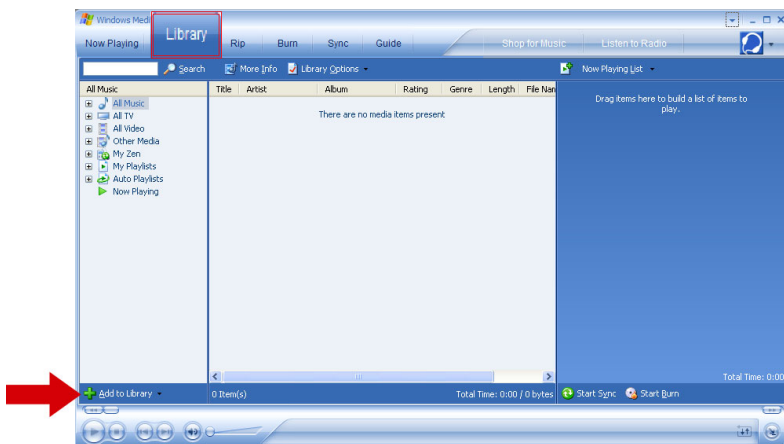 Windows Medi
Now Playing
Library
Rip
Burn
Sync
Guide
Shop for Music
Listen to Radio
Search
More Info
Library Options
Now Playing List
All Music
Title Artist Album Rating Genre Length File Nan
All Music
All TV
All Video
Other Media
My Zen
My Playlists
Auto Playlists
Now Playing
There are no media items present
Drag items here to build a list of items to
play.
Total Time: 0:00
Add to Library
0 Item(s)
Total Time: 0:00 / 0 bytes
Start Sync
Start Burn